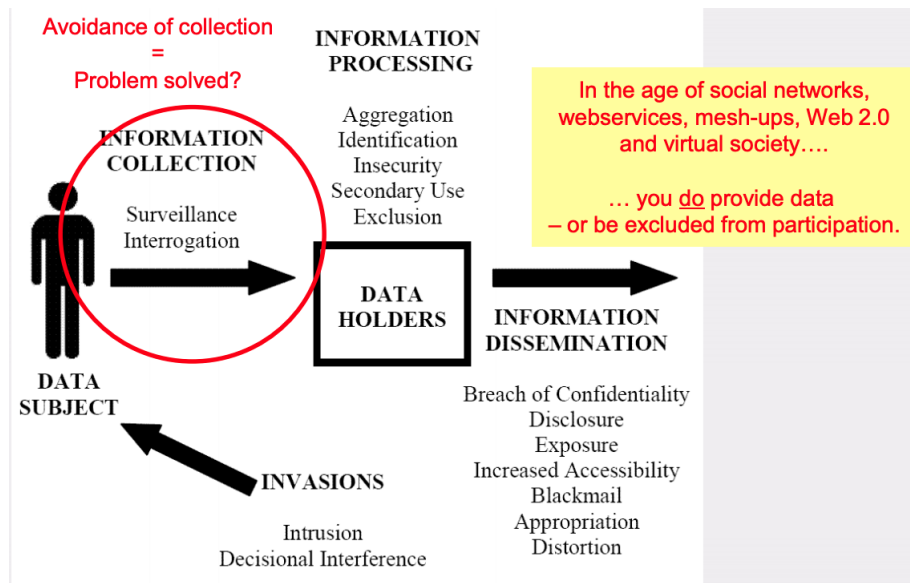 Avoidance of collection
=
Problem solved?
INFORMATION
COLLECTION
Surveillance
Interrogation
DATA
SUBJECT
INFORMATION
PROCESSING
Aggregation
Identification
Insecurity
Secondary Use
Exclusion
DATA
HOLDERS
In the age of social networks,
webservices, mesh-ups, Web 2.0
and virtual society....
... you do provide data
– or be excluded from participation.
INFORMATION
DISSEMINATION
Breach of Confidentiality
Disclosure
Exposure
Increased Accessibility
Blackmail
Appropriation
Distortion
INVASIONS
Intrusion
Decisional Interference